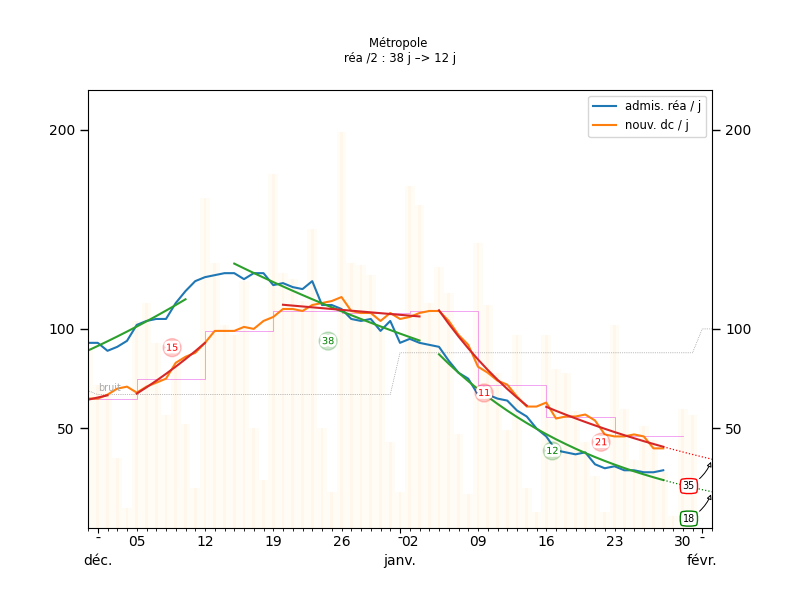 Métropole
réa /2 : 38 j –> 12 j
admis. réa / j
nouv. dc / j
200
200
100
100
50
50
bruit
15
38
11
12
21
35
18
05
12
19
26
02
09
16
23
30
déc.
janv.
févr.